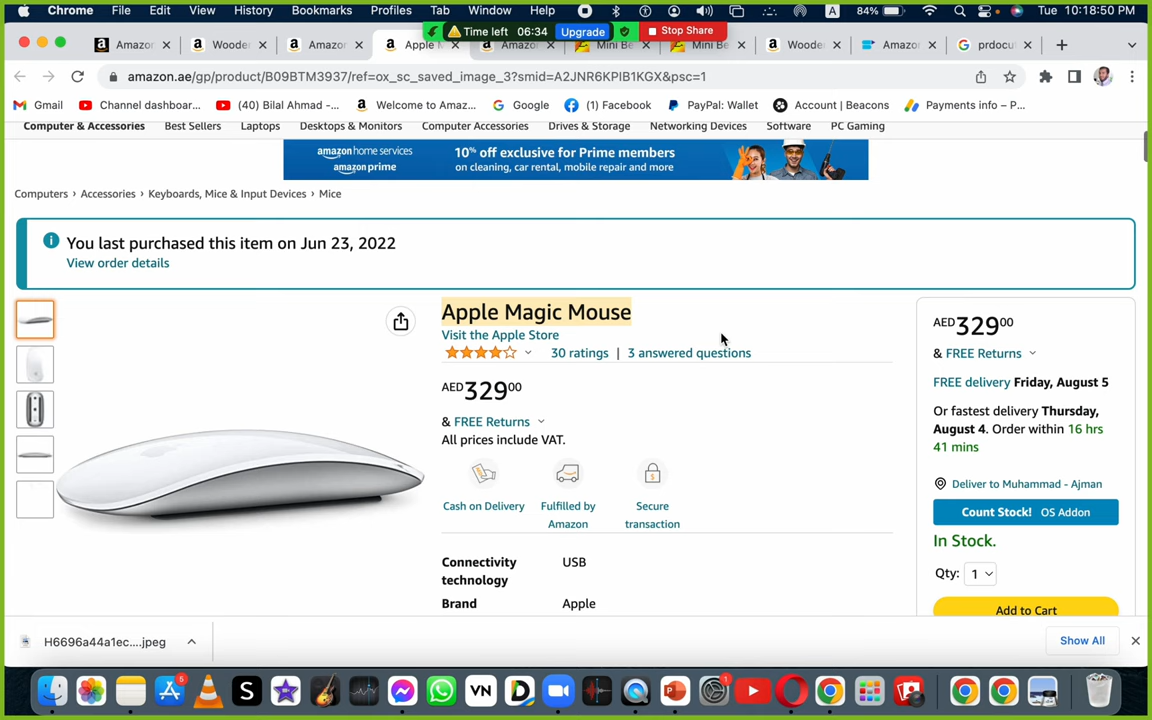 Chrome File Edit View History Bookmarks Profiles Tab Window Help A 84% Tue 10:18:50 PM
Time left 06:34 Upgrade Stop Share
Amazon Wooden Amazon Apple M Amazon Mini Be Mini Be Wooden Amazon prdocut
amazon.ae/gp/product/B09BTM3937/ref=ox_sc_saved_image_3?smid=A2JNR6KPIB1KGX&psc=1
Gmail Channel dashboar... (40) Bilal Ahmad -... Welcome to Amaz... Google (1) Facebook PayPal: Wallet Account | Beacons Payments info – P...
Computer & Accessories Best Sellers Laptops Desktops & Monitors Computer Accessories Drives & Storage Networking Devices Software PC Gaming
amazon home services
amazon prime
10% off exclusive for Prime members
on cleaning, car rental, mobile repair and more
Computers › Accessories › Keyboards, Mice & Input Devices › Mice
You last purchased this item on Jun 23, 2022
View order details
Apple Magic Mouse
Visit the Apple Store
30 ratings | 3 answered questions
AED329⁰⁰
& FREE Returns
All prices include VAT.
Cash on Delivery
Fulfilled by
Amazon
Secure
transaction
Connectivity
technology
USB
Brand Apple
AED329⁰⁰
& FREE Returns
FREE delivery Friday, August 5
Or fastest delivery Thursday,
August 4. Order within 16 hrs
41 mins
Deliver to Muhammad - Ajman
Count Stock! OS Addon
In Stock.
Qty: 1
Add to Cart
H6696a44a1ec....jpeg
Show All
5
S
VN
1